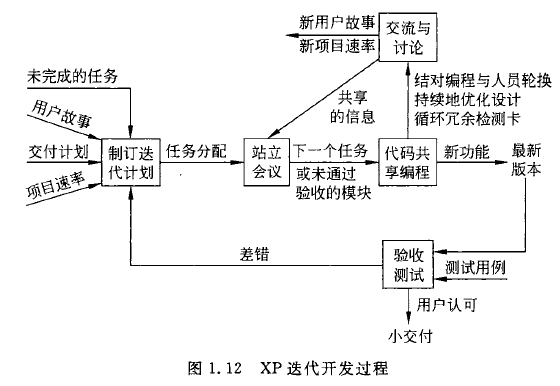 新用户故事
新项目速率
交流与
讨论
未完成的任务
用户故事
交付计划
项目速率
共享
的信息
结对编程与人员轮换
持续地优化设计
循环冗余检测卡
制订迭
代计划
任务分配
站立
会议
下一个任务
或未通过
验收的模块
代码共
享编程
新功能
最新
版本
差错
验收
测试
测试用例
用户认可
小交付
图 1.12 XP 迭代开发过程